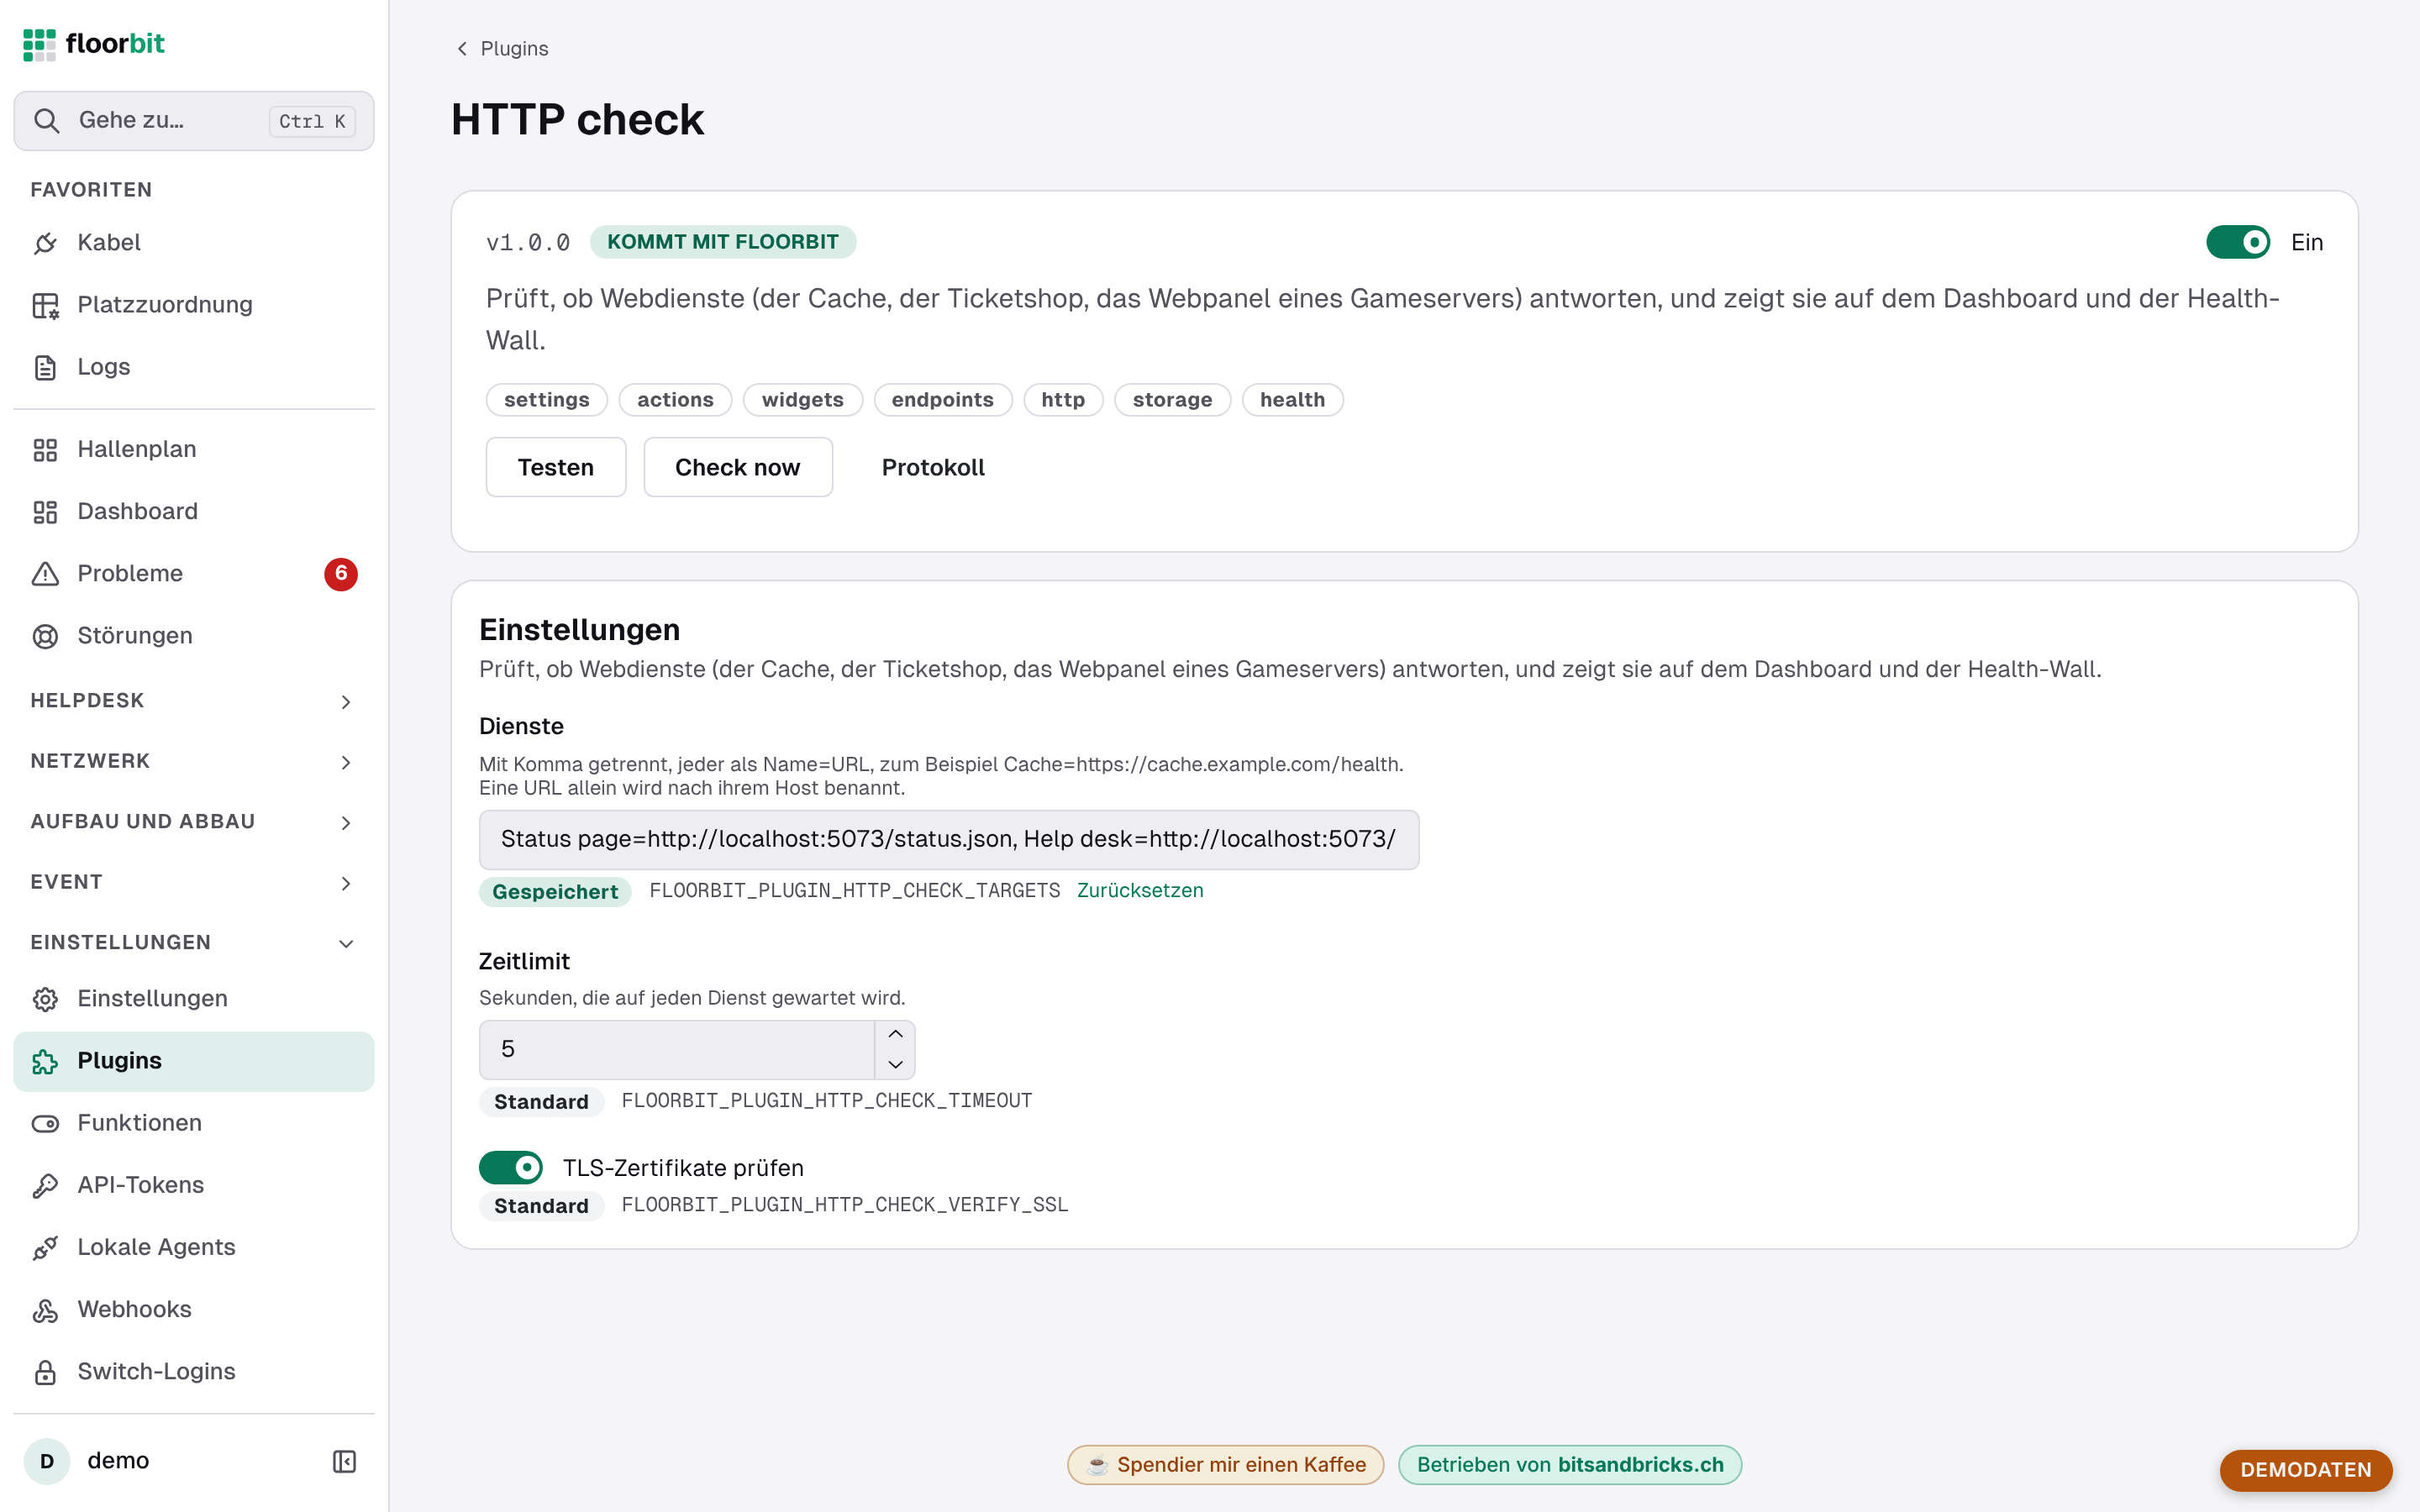 floorbit
Gehe zu...
Ctrl K
FAVORITEN
Kabel
Platzzuordnung
Logs
Hallenplan
Dashboard
Probleme
6
Störungen
HELPDESK
NETZWERK
AUFBAU UND ABBAU
EVENT
EINSTELLUNGEN
Einstellungen
Plugins
Funktionen
API-Tokens
Lokale Agents
Webhooks
Switch-Logins
D
demo
Plugins
HTTP check
v1.0.0
KOMMT MIT FLOORBIT
Ein
Prüft, ob Webdienste (der Cache, der Ticketshop, das Webpanel eines Gameservers) antworten, und zeigt sie auf dem Dashboard und der Health-
Wall.
settings
actions
widgets
endpoints
http
storage
health
Testen
Check now
Protokoll
Einstellungen
Prüft, ob Webdienste (der Cache, der Ticketshop, das Webpanel eines Gameservers) antworten, und zeigt sie auf dem Dashboard und der Health-Wall.
Dienste
Mit Komma getrennt, jeder als Name=URL, zum Beispiel Cache=https://cache.example.com/health.
Eine URL allein wird nach ihrem Host benannt.
Status page=http://localhost:5073/status.json, Help desk=http://localhost:5073/
Gespeichert
FLOORBIT_PLUGIN_HTTP_CHECK_TARGETS
Zurücksetzen
Zeitlimit
Sekunden, die auf jeden Dienst gewartet wird.
5
Standard
FLOORBIT_PLUGIN_HTTP_CHECK_TIMEOUT
TLS-Zertifikate prüfen
Standard
FLOORBIT_PLUGIN_HTTP_CHECK_VERIFY_SSL
Spendier mir einen Kaffee
Betrieben von bitsandbricks.ch
DEMODATEN